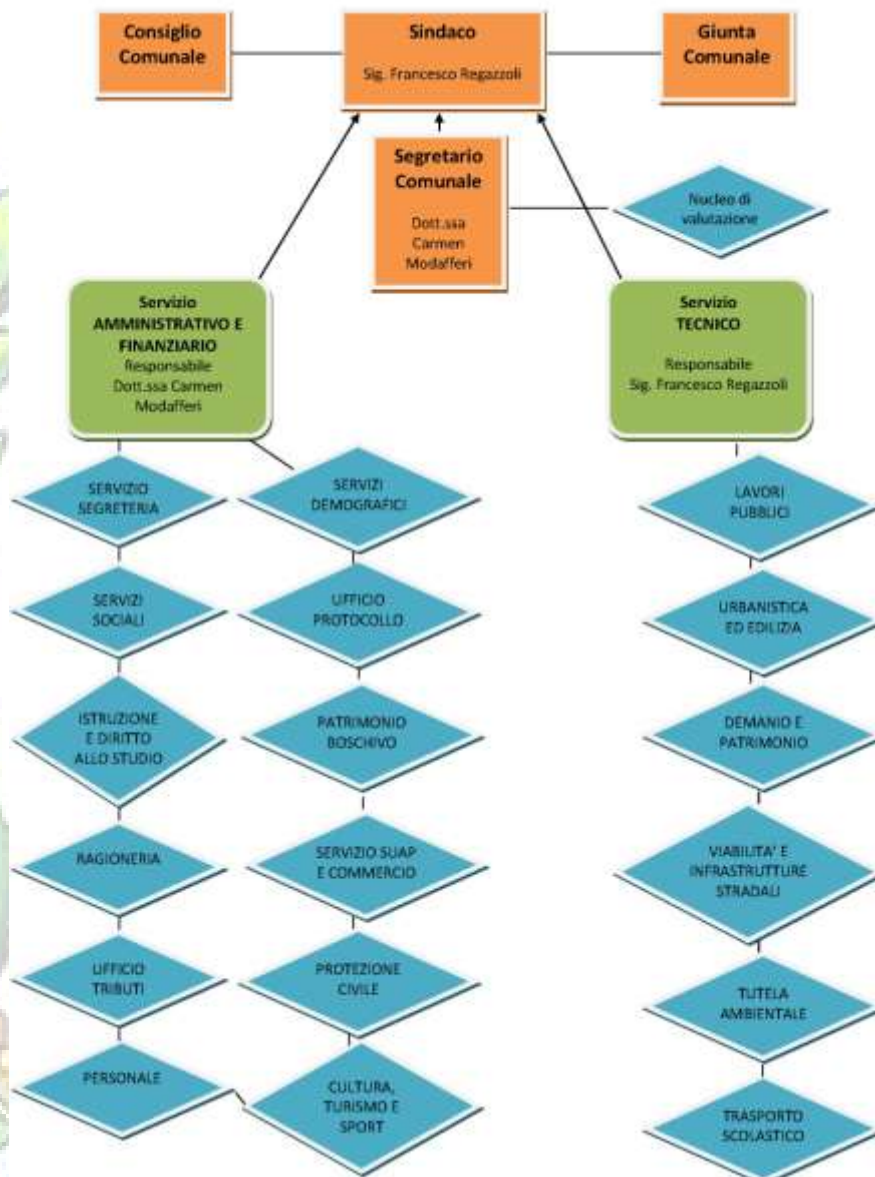 Consiglio
Comunale
Sindaco
Sig. Francesco Regazzoli
Giunta
Comunale
Segretario
Comunale
Dott.ssa
Carmen
Modafferi
Nucleo di
valutazione
Servizio
AMMINISTRATIVO E
FINANZIARIO
Responsabile
Dott.ssa Carmen
Modafferi
Servizio
TECNICO
Responsabile
Sig. Francesco Regazzoli
SERVIZIO
SEGRETERIA
SERVIZI
SOCIALI
ISTRUZIONE
E DIRITTO
ALLO STUDIO
RAGIONERIA
UFFICIO
TRIBUTI
PERSONALE
SERVIZI
DEMOGRAFICI
UFFICIO
PROTOCOLLO
PATRIMONIO
BOSCHIVO
SERVIZIO SUAP
E COMMERCIO
PROTEZIONE
CIVILE
CULTURA,
TURISMO E
SPORT
LAVORI
PUBBLICI
URBANISTICA
ED EDILIZIA
DEMANIO E
PATRIMONIO
VIABILITA' E
INFRASTRUTTURE
STRADALI
TUTELA
AMBIENTALE
TRASPORTO
SCOLASTICO